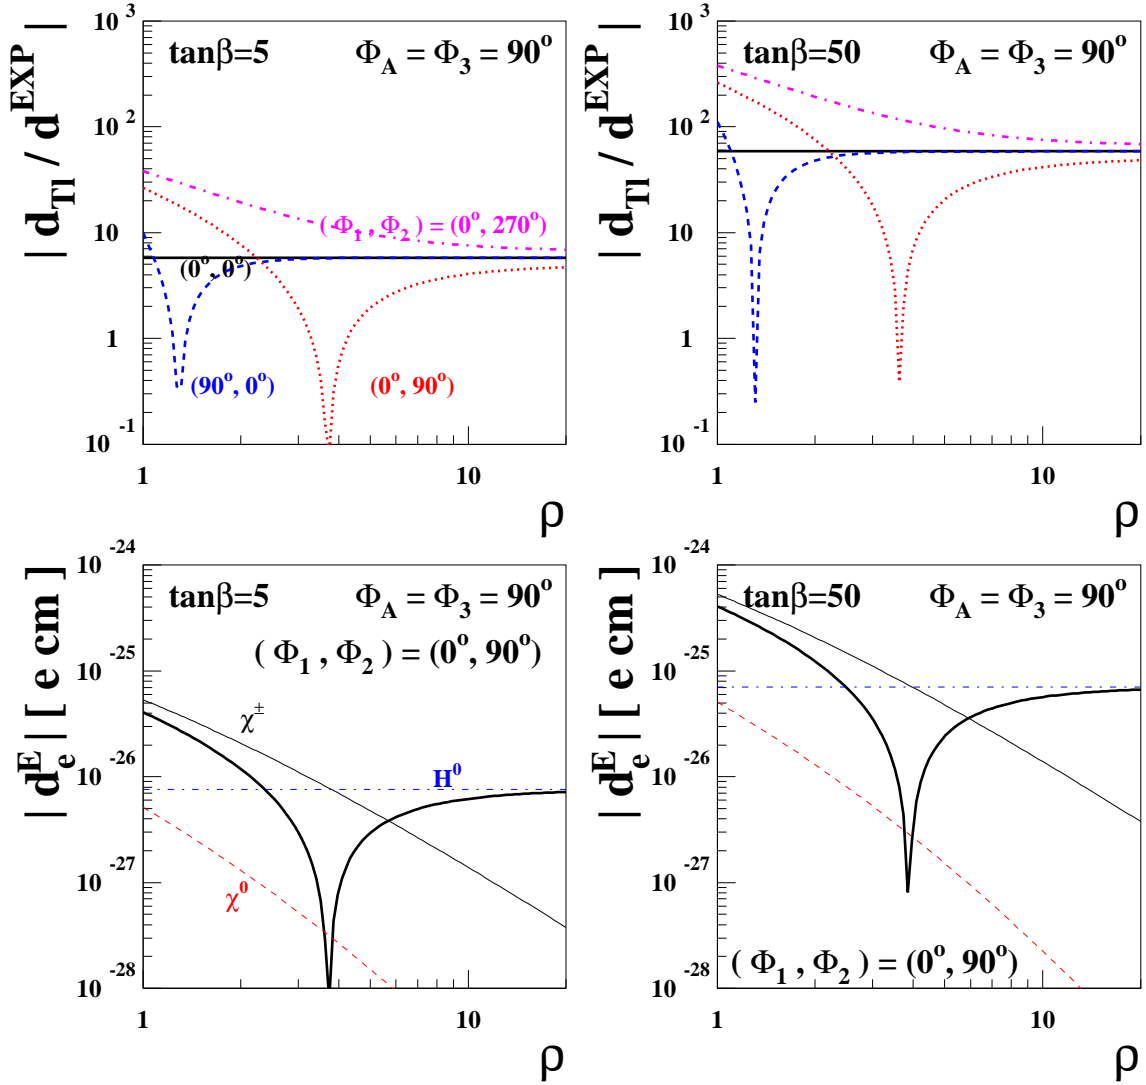 | d_Tl / d^EXP |
tanβ=5
Φ_A = Φ_3 = 90°
10^3
10^2
10
1
10^-1
( Φ_1 , Φ_2 ) = (0°, 270°)
(0°, 0°)
(90°, 0°)
(0°, 90°)
1
10
ρ
| d_Tl / d^EXP |
tanβ=50
Φ_A = Φ_3 = 90°
10^3
10^2
10
1
10^-1
1
10
ρ
| d^E_e | [ e cm ]
tanβ=5
Φ_A = Φ_3 = 90°
( Φ_1 , Φ_2 ) = (0°, 90°)
10^-24
10^-25
10^-26
10^-27
10^-28
χ^±
H^0
χ^0
1
10
ρ
| d^E_e | [ e cm ]
tanβ=50
Φ_A = Φ_3 = 90°
10^-24
10^-25
10^-26
10^-27
10^-28
( Φ_1 , Φ_2 ) = (0°, 90°)
1
10
ρ